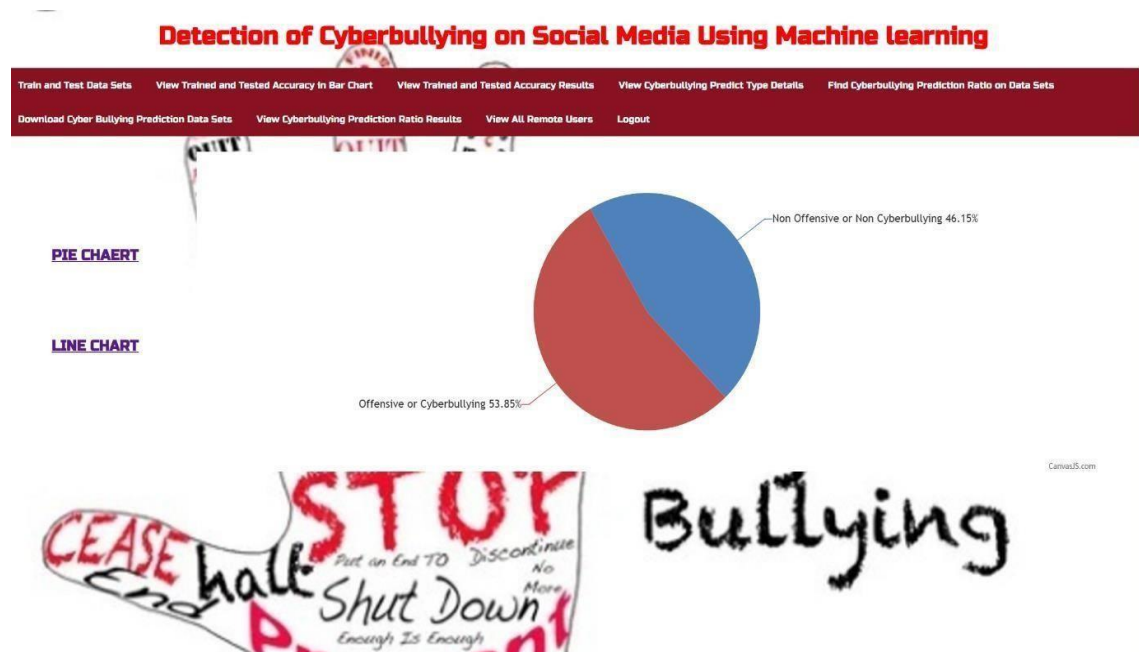 Detection of Cyberbullying on Social Media Using Machine learning
Train and Test Data Sets View Trained and Tested Accuracy in Bar Chart View Trained and Tested Accuracy Results View Cyberbullying Predict Type Details Find Cyberbullying Prediction Ratio on Data Sets
Download Cyber Bullying Prediction Data Sets View Cyberbullying Prediction Ratio Results View All Remote Users Logout
QUIT QUIT
Non Offensive or Non Cyberbullying 46.15%
PIE CHAERT
LINE CHART
Offensive or Cyberbullying 53.85%
CanvasJS.com
STOP
Bullying
CEASE
End
halt
Put an End TO
Discontinue
No
More
Shut Down
Enough Is Enough